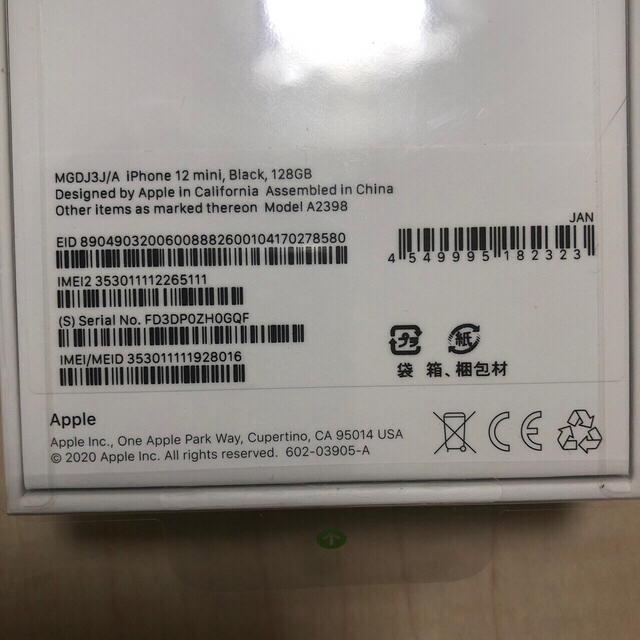 MGDJ3J/A iPhone 12 mini, Black, 128GB
Designed by Apple in California Assembled in China
Other items as marked thereon Model A2398
JAN
EID 89049032006008882600104170278580
4 549995 182323
IMEI2 353011112265111
(S) Serial No. FD3DP0ZH0GQF
IMEI/MEID 353011111928016
プラ 紙
袋 箱、梱包材
Apple
Apple Inc., One Apple Park Way, Cupertino, CA 95014 USA
© 2020 Apple Inc. All rights reserved. 602-03905-A
CE